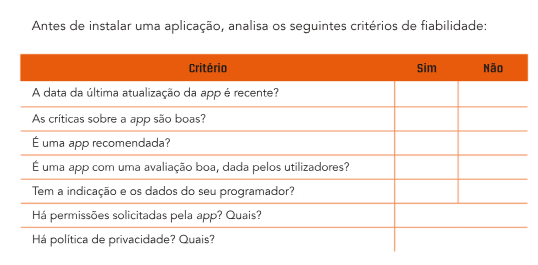 Antes de instalar uma aplicação, analisa os seguintes critérios de fiabilidade:
Critério Sim Não
A data da última atualização da app é recente?
As críticas sobre a app são boas?
É uma app recomendada?
É uma app com uma avaliação boa, dada pelos utilizadores?
Tem a indicação e os dados do seu programador?
Há permissões solicitadas pela app? Quais?
Há política de privacidade? Quais?